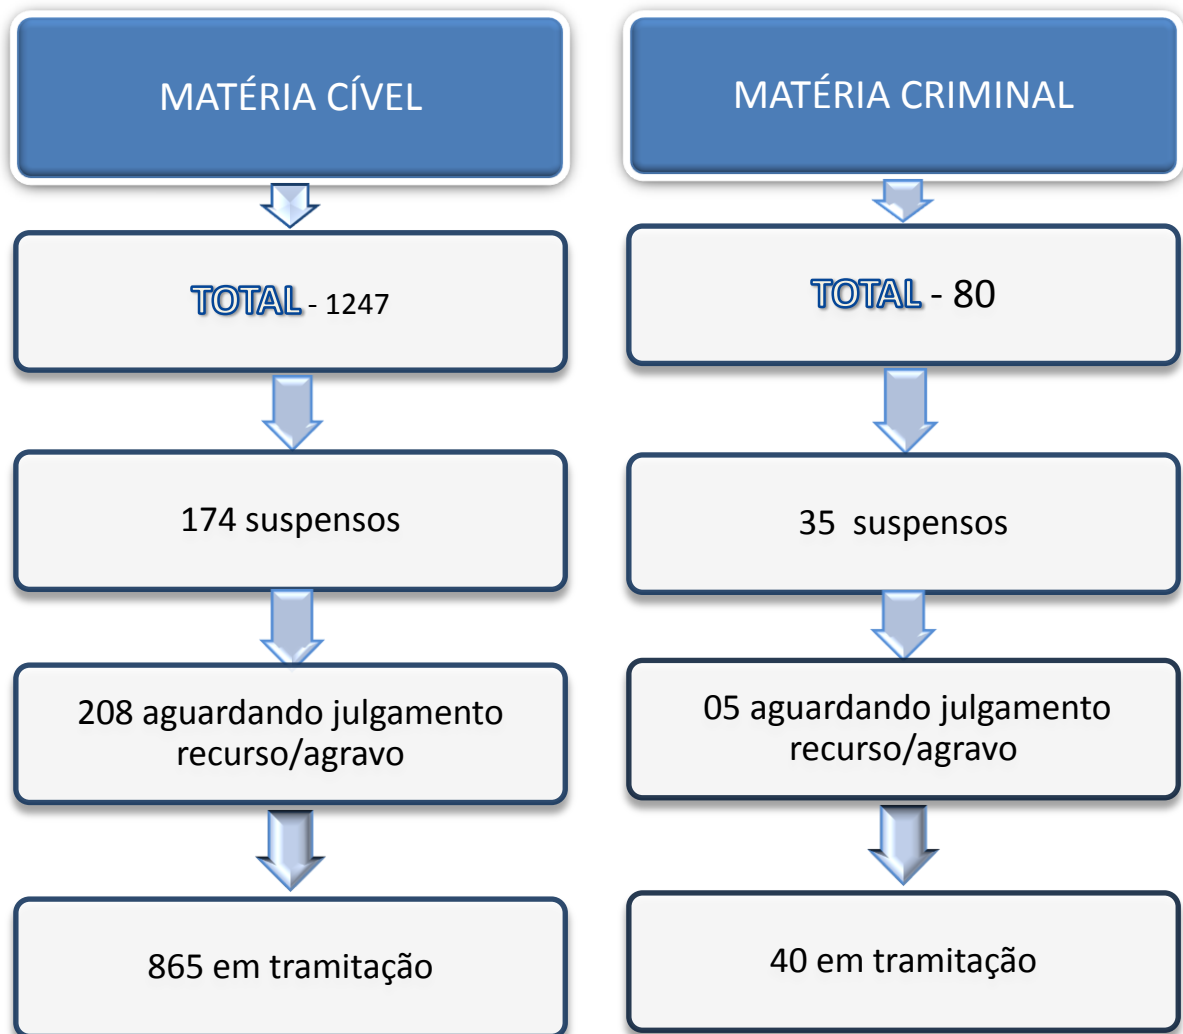 MATÉRIA CÍVEL
TOTAL - 1247
174 suspensos
208 aguardando julgamento
recurso/agravo
865 em tramitação
MATÉRIA CRIMINAL
TOTAL - 80
35 suspensos
05 aguardando julgamento
recurso/agravo
40 em tramitação